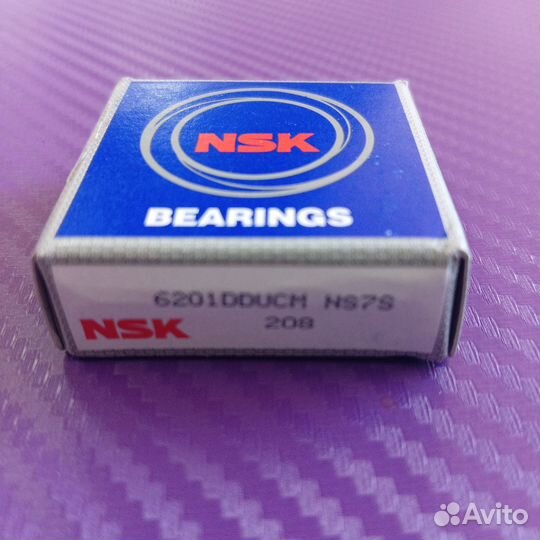 NSK
BEARINGS
6201DDUCM NS7S
NSK 208
Avito